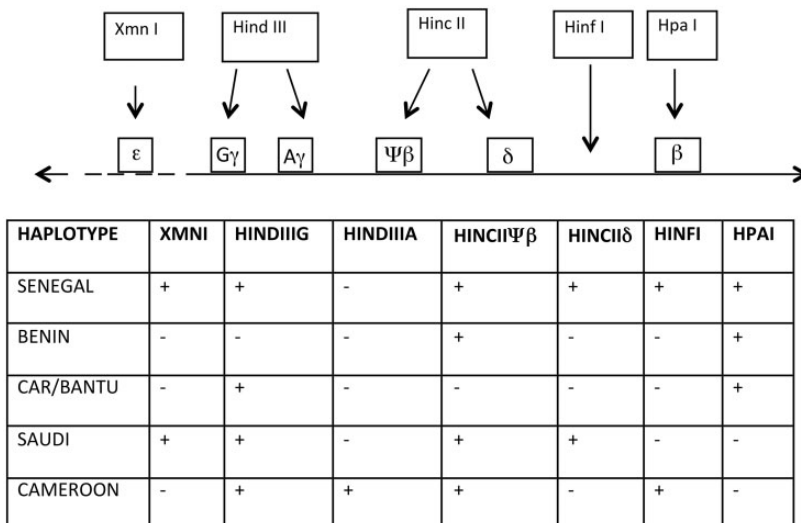 Xmn I Hind III Hinc II Hinf I Hpa I
ε Gγ Aγ Ψβ δ β
HAPLOTYPE XMNI HINDIIIG HINDIIIA HINCIIΨβ HINCIIδ HINFI HPAI
SENEGAL + + - + + + +
BENIN - - - + - - +
CAR/BANTU - + - - - - +
SAUDI + + - + + - -
CAMEROON - + + + - + -